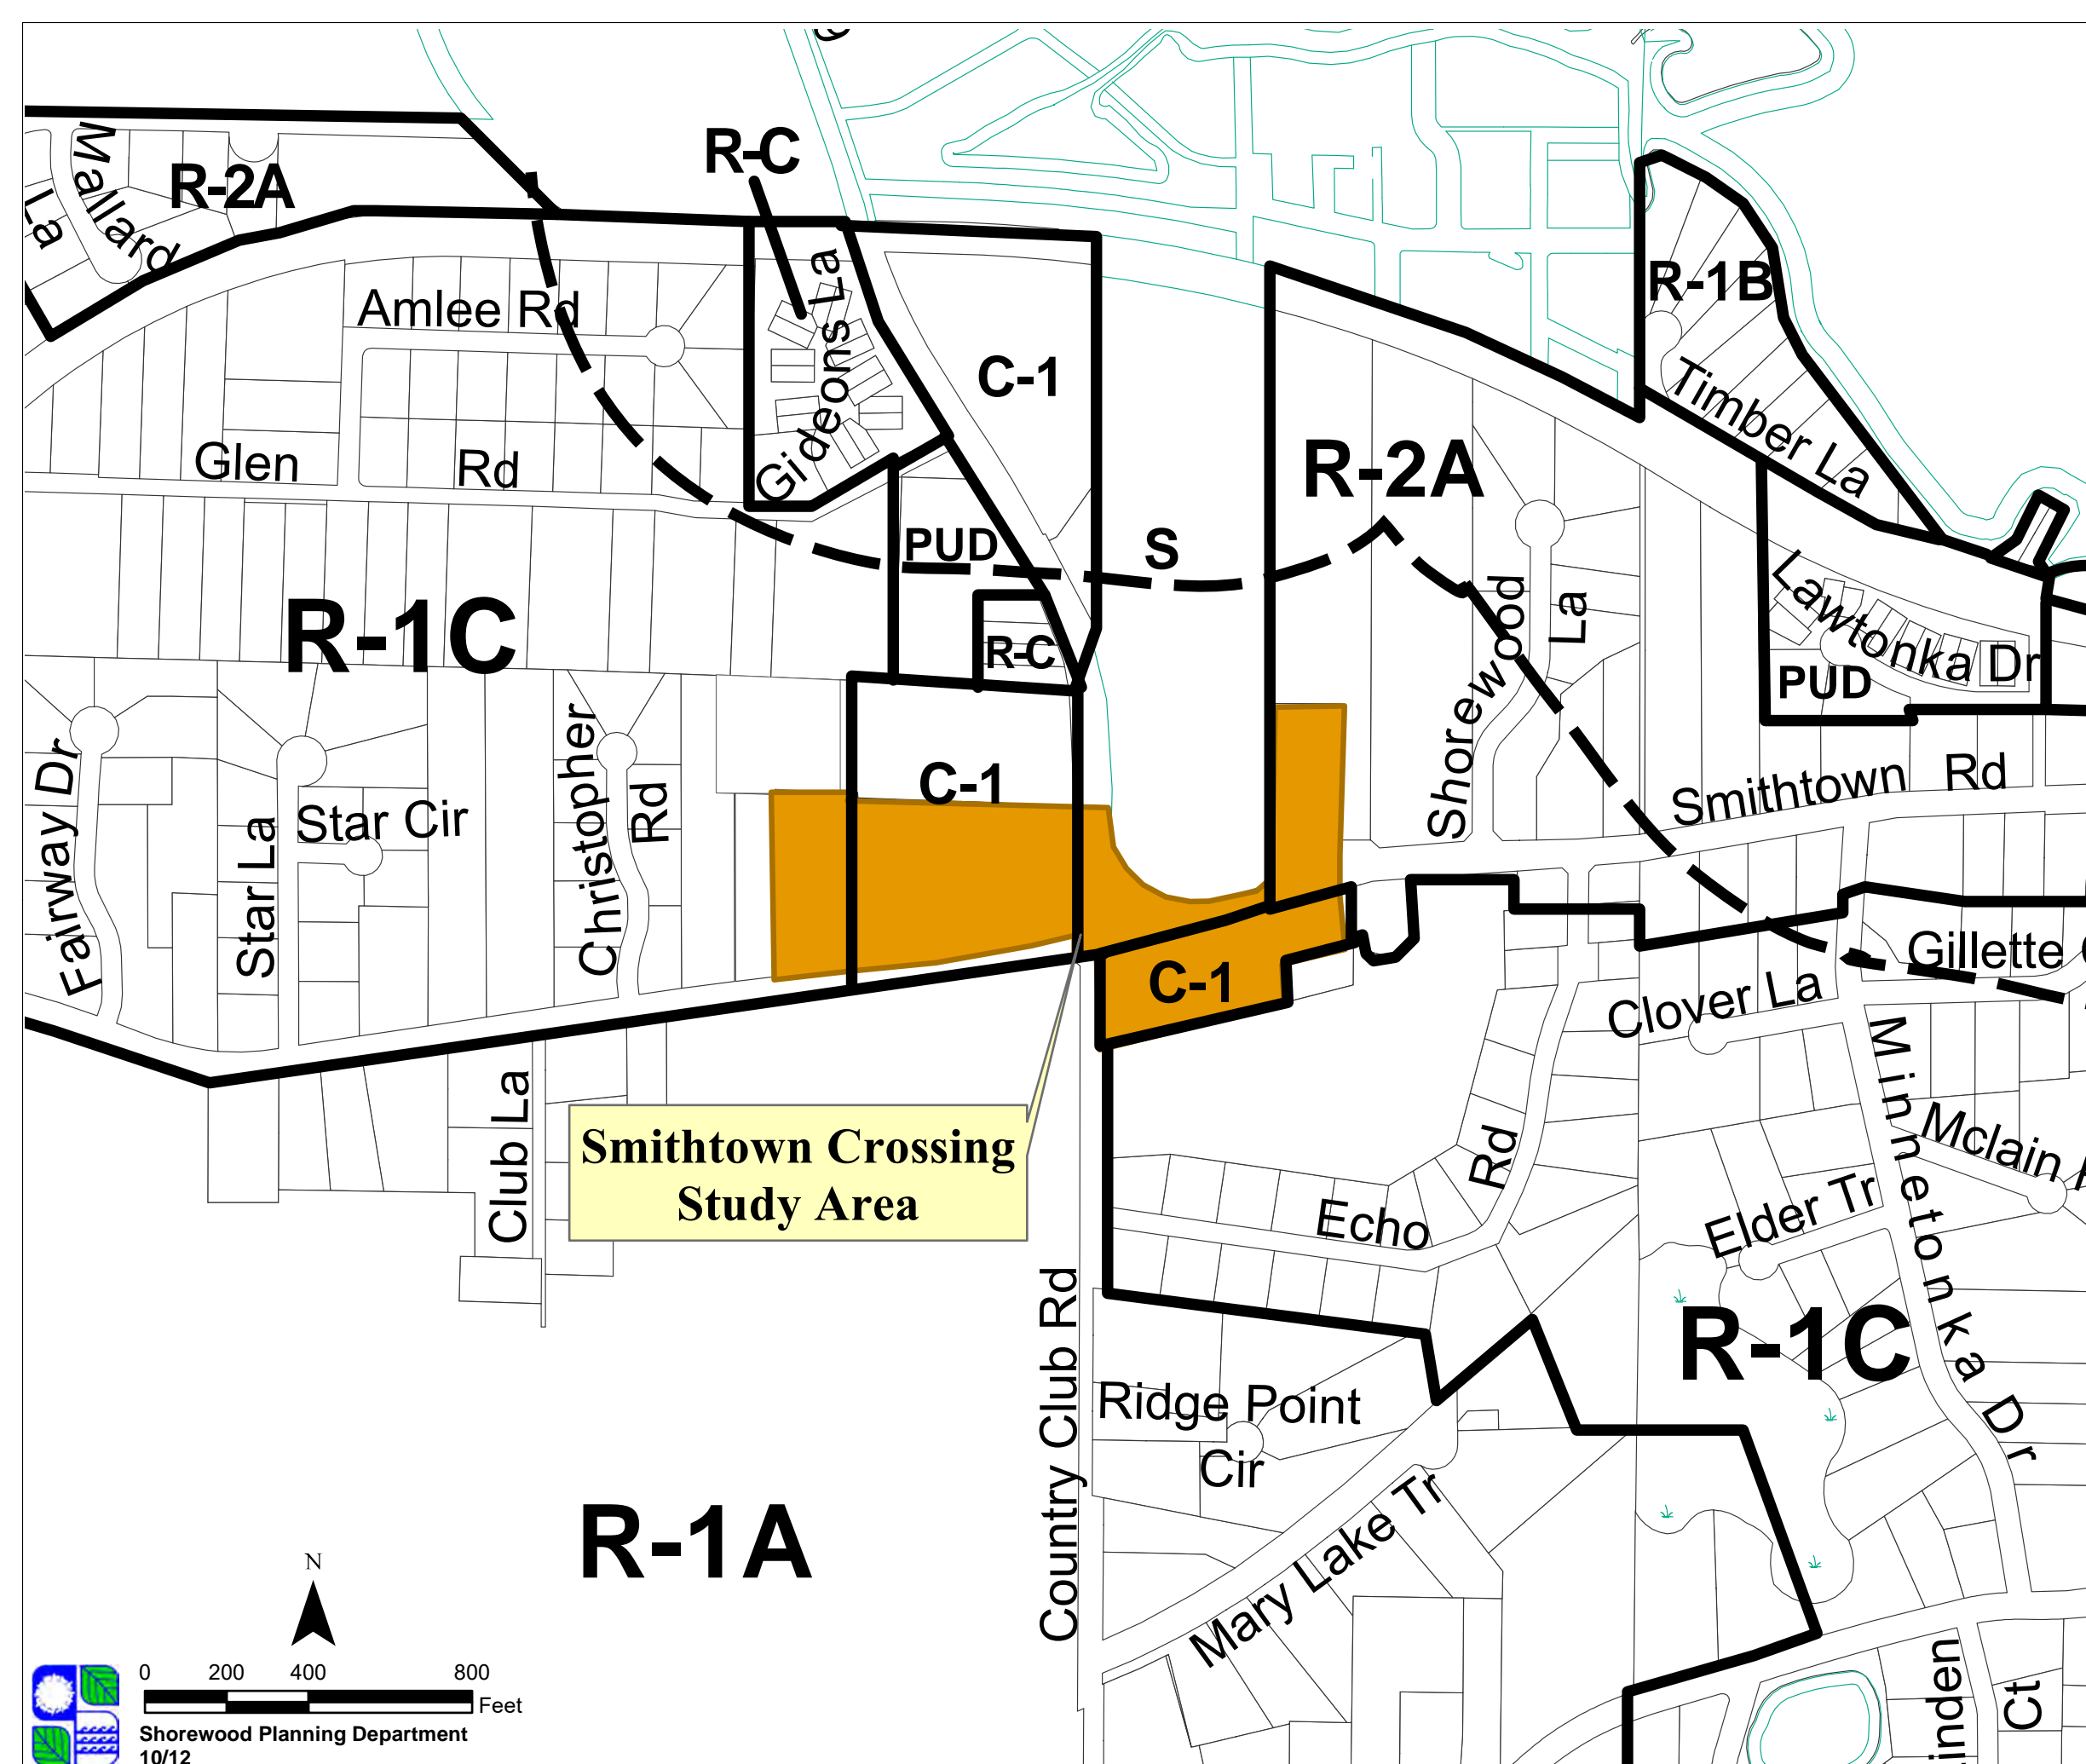 R-C
Mallard
La
R-2A
R-1B
Amlee Rd
Gideons La
C-1
Timber La
Glen Rd
R-2A
PUD
S
R-1C
R-C
Shorewood La
Lawtonka Dr
PUD
Fairway Dr
Star La
Star Cir
Christopher Rd
C-1
Smithtown Rd
C-1
Gillette
Clover La
Minnetonka Dr
Club La
Smithtown Crossing
Study Area
Mclain
Echo Rd
Elder Tr
R-1C
Country Club Rd
Ridge Point
Cir
Mary Lake Tr
R-1A
N
0 200 400 800
Feet
Shorewood Planning Department
10/12
Ct